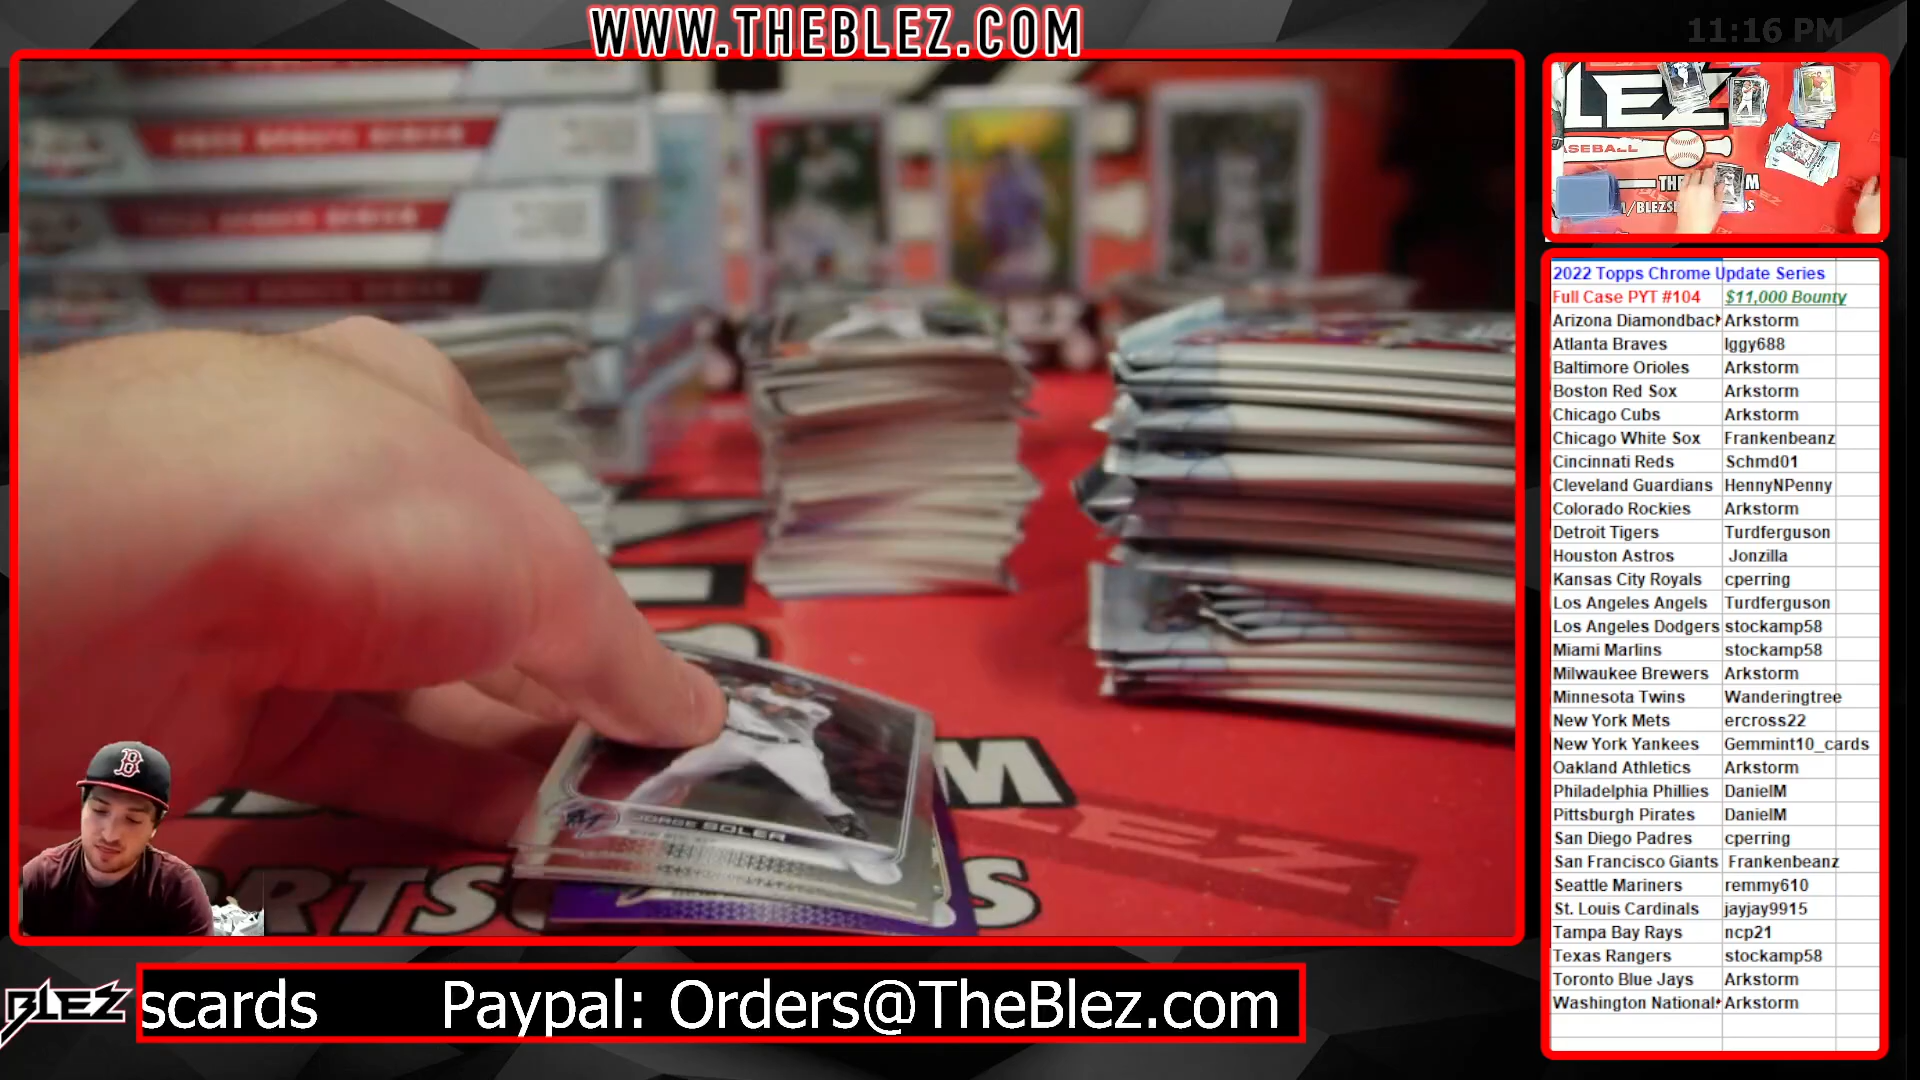 WWW.THEBLEZ.COM
11:16 PM
LEZ
ASEBALL
2022 Topps Chrome Update Series
Full Case PYT #104 $11,000 Bounty
Arizona Diamondbac Arkstorm
Atlanta Braves Iggy688
Baltimore Orioles Arkstorm
Boston Red Sox Arkstorm
Chicago Cubs Arkstorm
Chicago White Sox Frankenbeanz
Cincinnati Reds Schmd01
Cleveland Guardians HennyNPenny
Colorado Rockies Arkstorm
Detroit Tigers Turdferguson
Houston Astros Jonzilla
Kansas City Royals cperring
Los Angeles Angels Turdferguson
Los Angeles Dodgers stockamp58
Miami Marlins stockamp58
Milwaukee Brewers Arkstorm
Minnesota Twins Wanderingtree
New York Mets ercross22
New York Yankees Gemmint10_cards
Oakland Athletics Arkstorm
Philadelphia Phillies DanielM
Pittsburgh Pirates DanielM
San Diego Padres cperring
San Francisco Giants Frankenbeanz
Seattle Mariners remmy610
St. Louis Cardinals jayjay9915
Tampa Bay Rays ncp21
Texas Rangers stockamp58
Toronto Blue Jays Arkstorm
Washington National Arkstorm
JORGE SOLER
M
RTS
S
B
BLEZ
scards Paypal: Orders@TheBlez.com